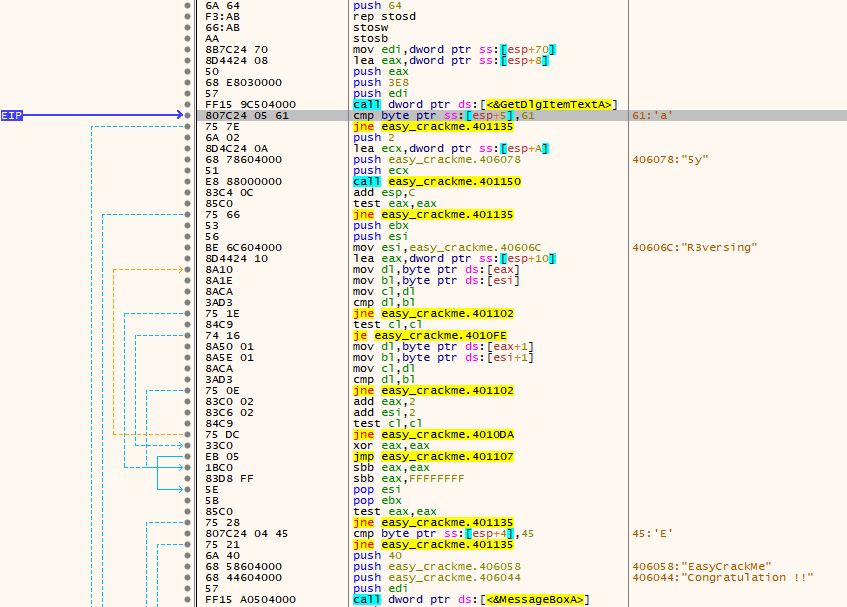 6A 64 push 64
F3:AB rep stosd
66:AB stosw
AA stosb
8B7C24 70 mov edi,dword ptr ss:[esp+70]
8D4424 08 lea eax,dword ptr ss:[esp+8]
50 push eax
68 E8030000 push 3E8
57 push edi
FF15 9C504000 call dword ptr ds:[<&GetDlgItemTextA>]
EIP 807C24 05 61 cmp byte ptr ss:[esp+5],61 61:'a'
75 7E jne easy_crackme.401135
6A 02 push 2
8D4C24 0A lea ecx,dword ptr ss:[esp+A]
68 78604000 push easy_crackme.406078 406078:"5y"
51 push ecx
E8 88000000 call easy_crackme.401150
83C4 0C add esp,C
85C0 test eax,eax
75 66 jne easy_crackme.401135
53 push ebx
56 push esi
BE 6C604000 mov esi,easy_crackme.40606C 40606C:"R3versing"
8D4424 10 lea eax,dword ptr ss:[esp+10]
8A10 mov dl,byte ptr ds:[eax]
8A1E mov bl,byte ptr ds:[esi]
8ACA mov cl,dl
3AD3 cmp dl,bl
75 1E jne easy_crackme.401102
84C9 test cl,cl
74 16 je easy_crackme.4010FE
8A50 01 mov dl,byte ptr ds:[eax+1]
8A5E 01 mov bl,byte ptr ds:[esi+1]
8ACA mov cl,dl
3AD3 cmp dl,bl
75 0E jne easy_crackme.401102
83C0 02 add eax,2
83C6 02 add esi,2
84C9 test cl,cl
75 DC jne easy_crackme.4010DA
33C0 xor eax,eax
EB 05 jmp easy_crackme.401107
1BC0 sbb eax,eax
83D8 FF sbb eax,FFFFFFFF
5E pop esi
5B pop ebx
85C0 test eax,eax
75 28 jne easy_crackme.401135
807C24 04 45 cmp byte ptr ss:[esp+4],45 45:'E'
75 21 jne easy_crackme.401135
6A 40 push 40
68 58604000 push easy_crackme.406058 406058:"EasyCrackMe"
68 44604000 push easy_crackme.406044 406044:"Congratulation !!"
57 push edi
FF15 A0504000 call dword ptr ds:[<&MessageBoxA>]